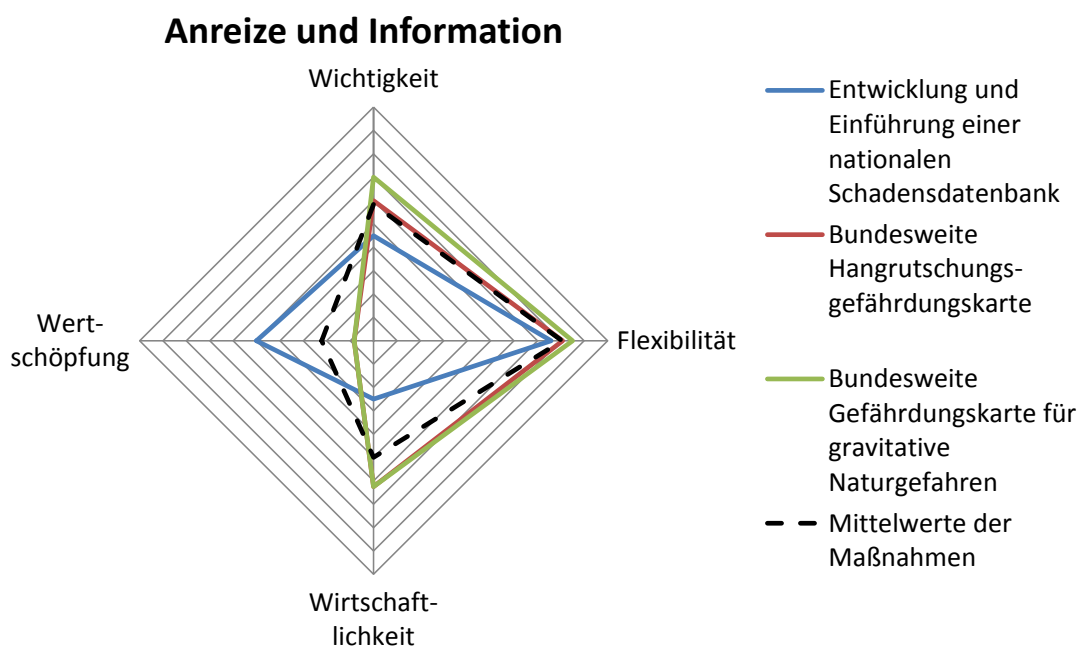 Anreize und Information
Wichtigkeit
Flexibilität
Wirtschaft-
lichkeit
Wert-
schöpfung
Entwicklung und
Einführung einer
nationalen
Schadensdatenbank
Bundesweite
Hangrutschungs-
gefährdungskarte
Bundesweite
Gefährdungskarte für
gravitative
Naturgefahren
Mittelwerte der
Maßnahmen